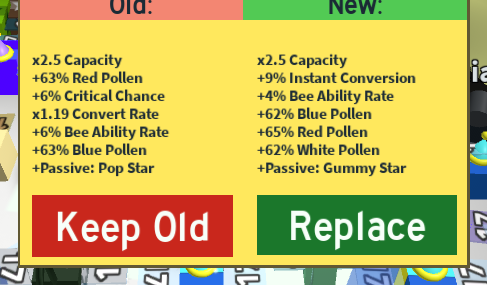 Old:
New:
x2.5 Capacity
+63% Red Pollen
+6% Critical Chance
x1.19 Convert Rate
+6% Bee Ability Rate
+63% Blue Pollen
+Passive: Pop Star
x2.5 Capacity
+9% Instant Conversion
+4% Bee Ability Rate
+62% Blue Pollen
+65% Red Pollen
+62% White Pollen
+Passive: Gummy Star
Keep Old
Replace